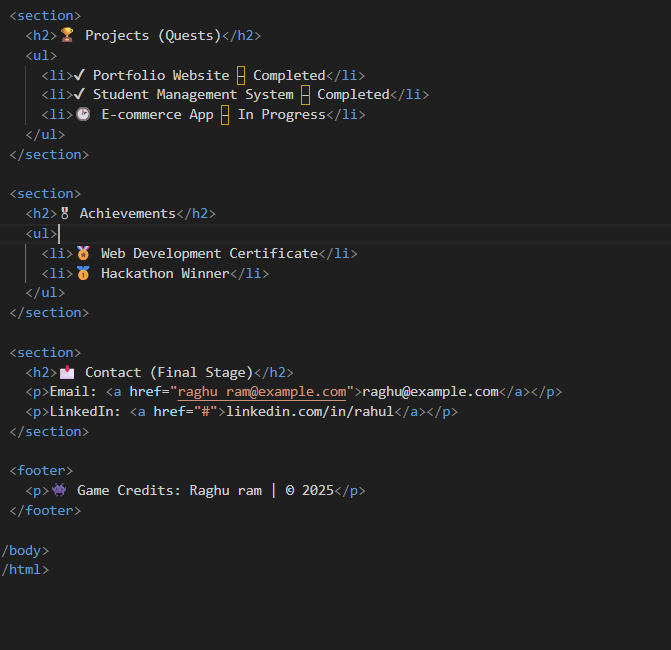 <section>
<h2>🏆 Projects (Quests)</h2>
<ul>
<li>✔ Portfolio Website – Completed</li>
<li>✔ Student Management System – Completed</li>
<li>🕑 E-commerce App – In Progress</li>
</ul>
</section>
<section>
<h2>🎖 Achievements</h2>
<ul>
<li>🏅 Web Development Certificate</li>
<li>🥇 Hackathon Winner</li>
</ul>
</section>
<section>
<h2>📩 Contact (Final Stage)</h2>
<p>Email: <a href="raghu ram@example.com">raghu@example.com</a></p>
<p>LinkedIn: <a href="#">linkedin.com/in/rahul</a></p>
</section>
<footer>
<p>👾 Game Credits: Raghu ram | © 2025</p>
</footer>
/body>
/html>